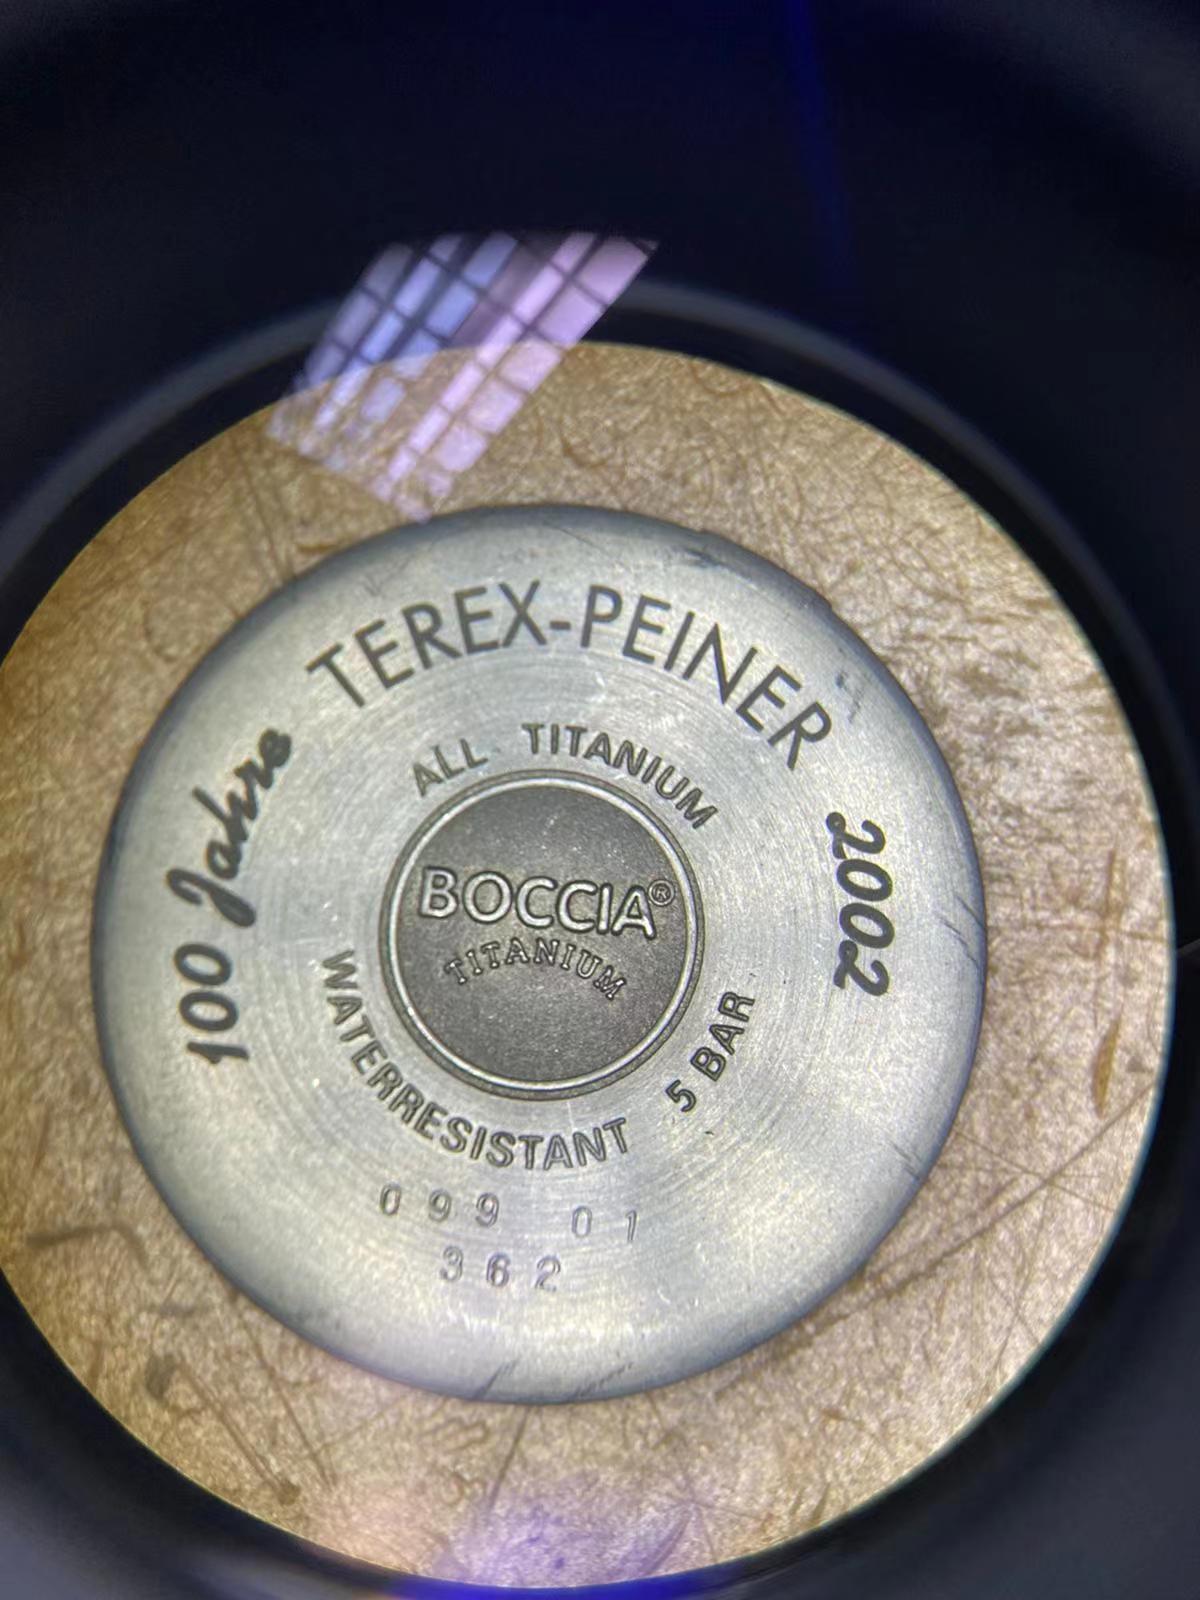 100 Jahre TEREX-PEINER 2002
ALL TITANIUM
BOCCIA®
TITANIUM
WATERRESISTANT 5 BAR
099 01
362